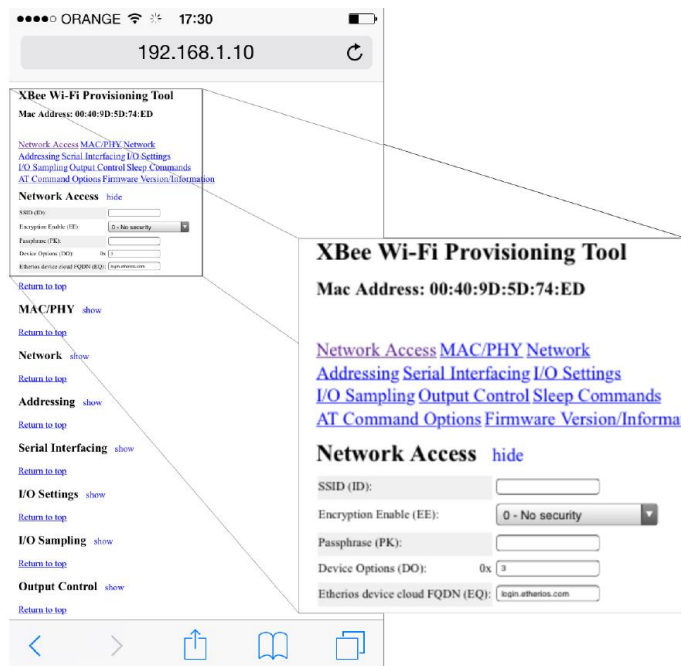 ORANGE 17:30
192.168.1.10
XBee Wi-Fi Provisioning Tool
Mac Address: 00:40:9D:5D:74:ED
Network Access MAC/PHY Network
Addressing Serial Interfacing I/O Settings
I/O Sampling Output Control Sleep Commands
AT Command Options Firmware Version/Information
Network Access hide
SSID (ID):
Encryption Enable (EE): 0 - No security
Passphrase (PK):
Device Options (DO): 0x 3
Etherios device cloud FQDN (EQ): login.etherios.com
Return to top
MAC/PHY show
Return to top
Network show
Return to top
Addressing show
Return to top
Serial Interfacing show
Return to top
I/O Settings show
Return to top
I/O Sampling show
Return to top
Output Control show
Return to top
XBee Wi-Fi Provisioning Tool
Mac Address: 00:40:9D:5D:74:ED
Network Access MAC/PHY Network
Addressing Serial Interfacing I/O Settings
I/O Sampling Output Control Sleep Commands
AT Command Options Firmware Version/Informa
Network Access hide
SSID (ID):
Encryption Enable (EE): 0 - No security
Passphrase (PK):
Device Options (DO): 0x 3
Etherios device cloud FQDN (EQ): login.etherios.com